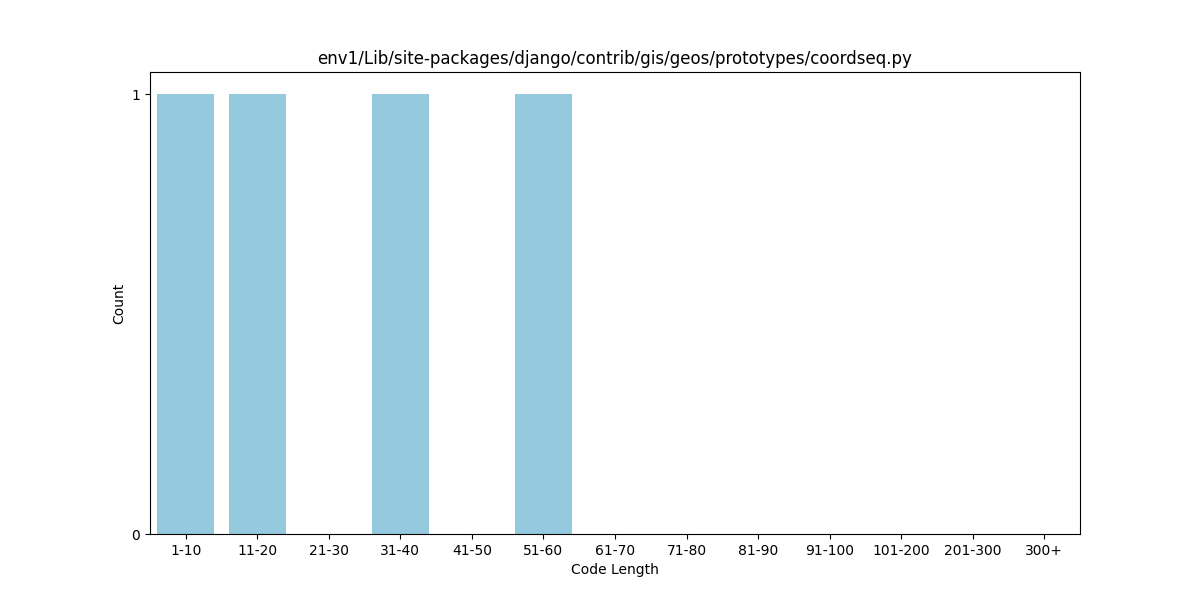 env1/Lib/site-packages/django/contrib/gis/geos/prototypes/coordseq.py
1
Count
0
1-10 11-20 21-30 31-40 41-50 51-60 61-70 71-80 81-90 91-100 101-200 201-300 300+
Code Length